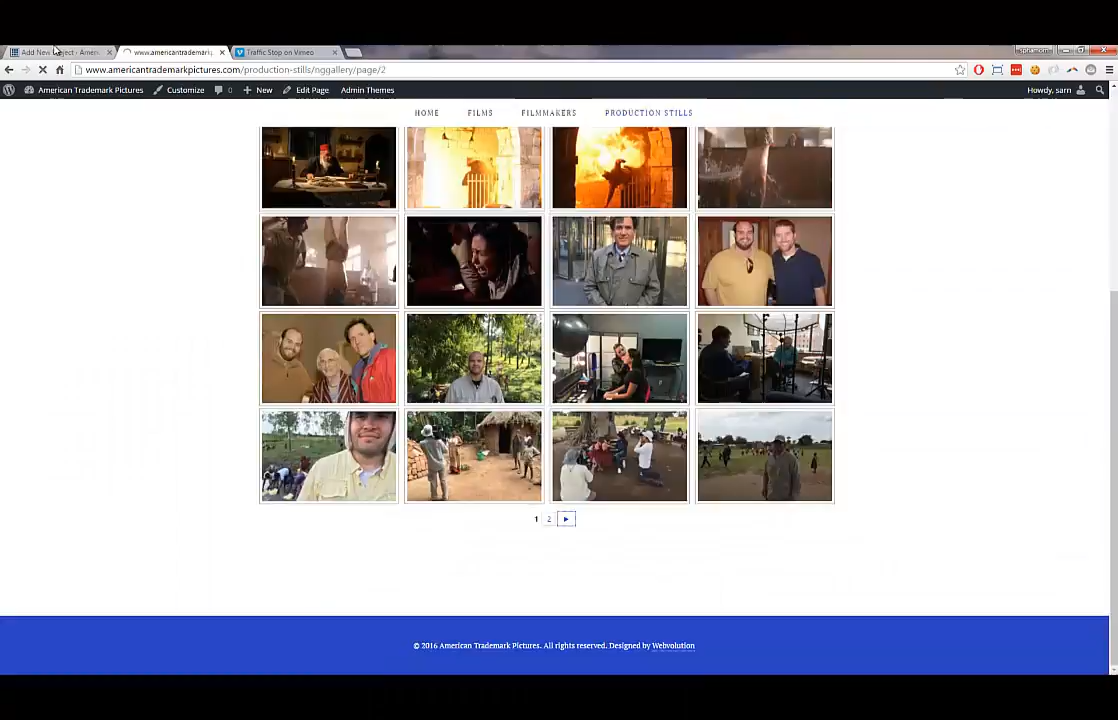 Add New Project - Ameri
www.americantrademarkp
Traffic Stop on Vimeo
www.americantrademarkpictures.com/production-stills/nggallery/page/2
American Trademark Pictures Customize 0 New Edit Page Admin Themes Howdy, sarn
HOME FILMS FILMMAKERS PRODUCTION STILLS
1 2
© 2016 American Trademark Pictures. All rights reserved. Designed by Webvolution